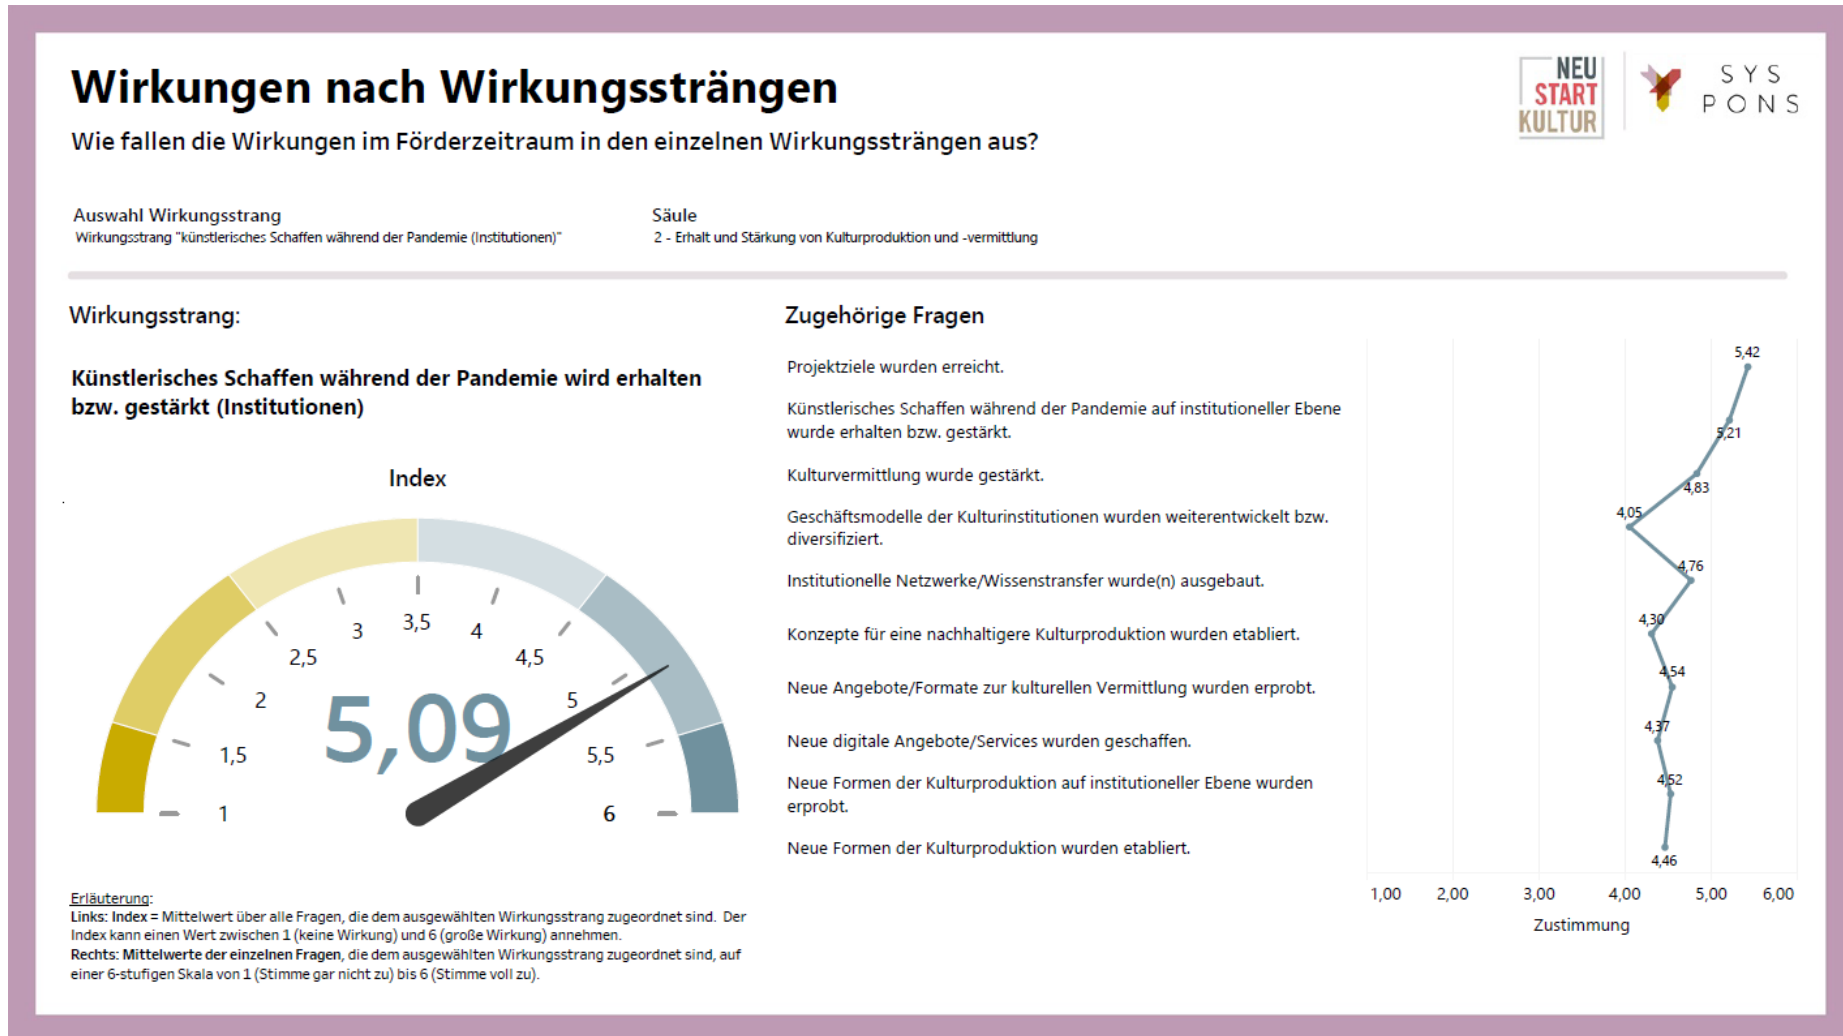 Wirkungen nach Wirkungssträngen
Wie fallen die Wirkungen im Förderzeitraum in den einzelnen Wirkungssträngen aus?
NEU
START
KULTUR
SYS
PONS
Auswahl Wirkungsstrang
Wirkungsstrang "künstlerisches Schaffen während der Pandemie (Institutionen)"
Säule
2 - Erhalt und Stärkung von Kulturproduktion und -vermittlung
Wirkungsstrang:
Künstlerisches Schaffen während der Pandemie wird erhalten
bzw. gestärkt (Institutionen)
Index
1
1,5
2
2,5
3
3,5
4
4,5
5
5,5
6
5,09
Erläuterung:
Links: Index = Mittelwert über alle Fragen, die dem ausgewählten Wirkungsstrang zugeordnet sind. Der
Index kann einen Wert zwischen 1 (keine Wirkung) und 6 (große Wirkung) annehmen.
Rechts: Mittelwerte der einzelnen Fragen, die dem ausgewählten Wirkungsstrang zugeordnet sind, auf
einer 6-stufigen Skala von 1 (Stimme gar nicht zu) bis 6 (Stimme voll zu).
Zugehörige Fragen
Projektziele wurden erreicht.
5,42
Künstlerisches Schaffen während der Pandemie auf institutioneller Ebene
wurde erhalten bzw. gestärkt.
5,21
Kulturvermittlung wurde gestärkt.
4,83
Geschäftsmodelle der Kulturinstitutionen wurden weiterentwickelt bzw.
diversifiziert.
4,05
Institutionelle Netzwerke/Wissenstransfer wurde(n) ausgebaut.
4,76
Konzepte für eine nachhaltigere Kulturproduktion wurden etabliert.
4,30
Neue Angebote/Formate zur kulturellen Vermittlung wurden erprobt.
4,54
Neue digitale Angebote/Services wurden geschaffen.
4,37
Neue Formen der Kulturproduktion auf institutioneller Ebene wurden
erprobt.
4,52
Neue Formen der Kulturproduktion wurden etabliert.
4,46
1,00 2,00 3,00 4,00 5,00 6,00
Zustimmung